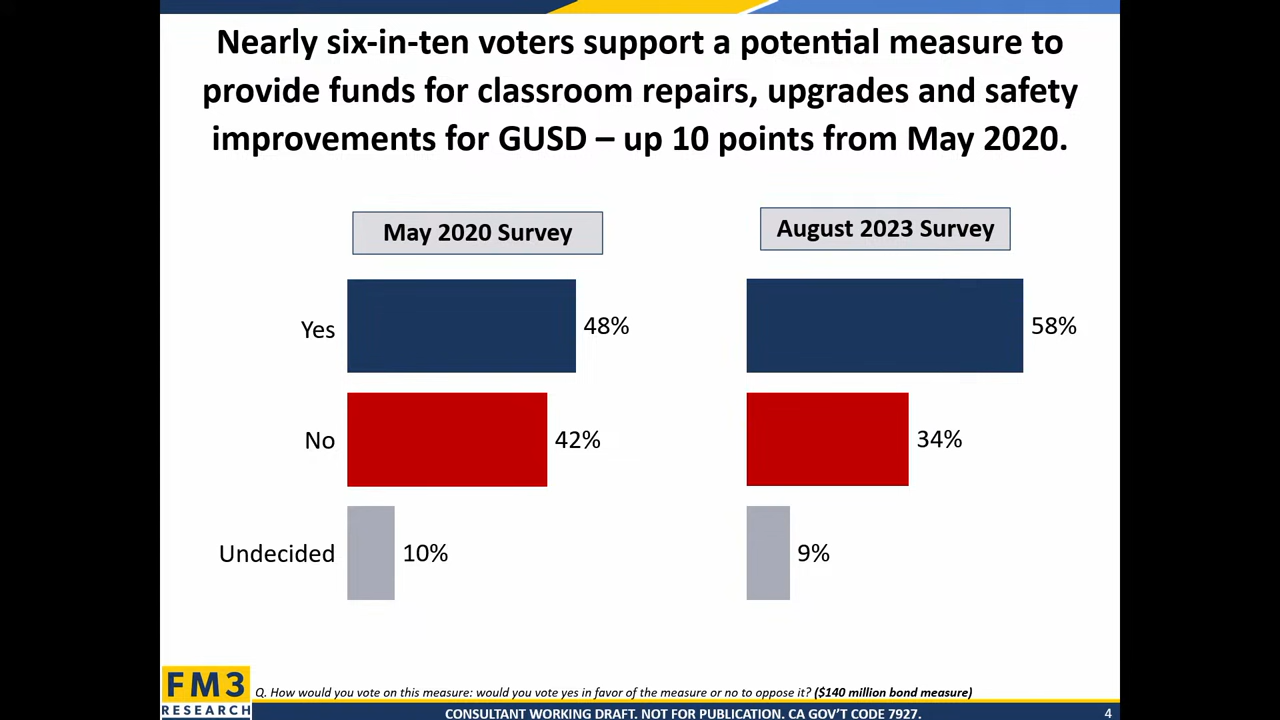 Nearly six-in-ten voters support a potential measure to
provide funds for classroom repairs, upgrades and safety
improvements for GUSD – up 10 points from May 2020.
May 2020 Survey
August 2023 Survey
Yes
48%
58%
No
42%
34%
Undecided
10%
9%
FM3
RESEARCH
Q. How would you vote on this measure: would you vote yes in favor of the measure or no to oppose it? ($140 million bond measure)
CONSULTANT WORKING DRAFT. NOT FOR PUBLICATION. CA GOV’T CODE 7927.
4